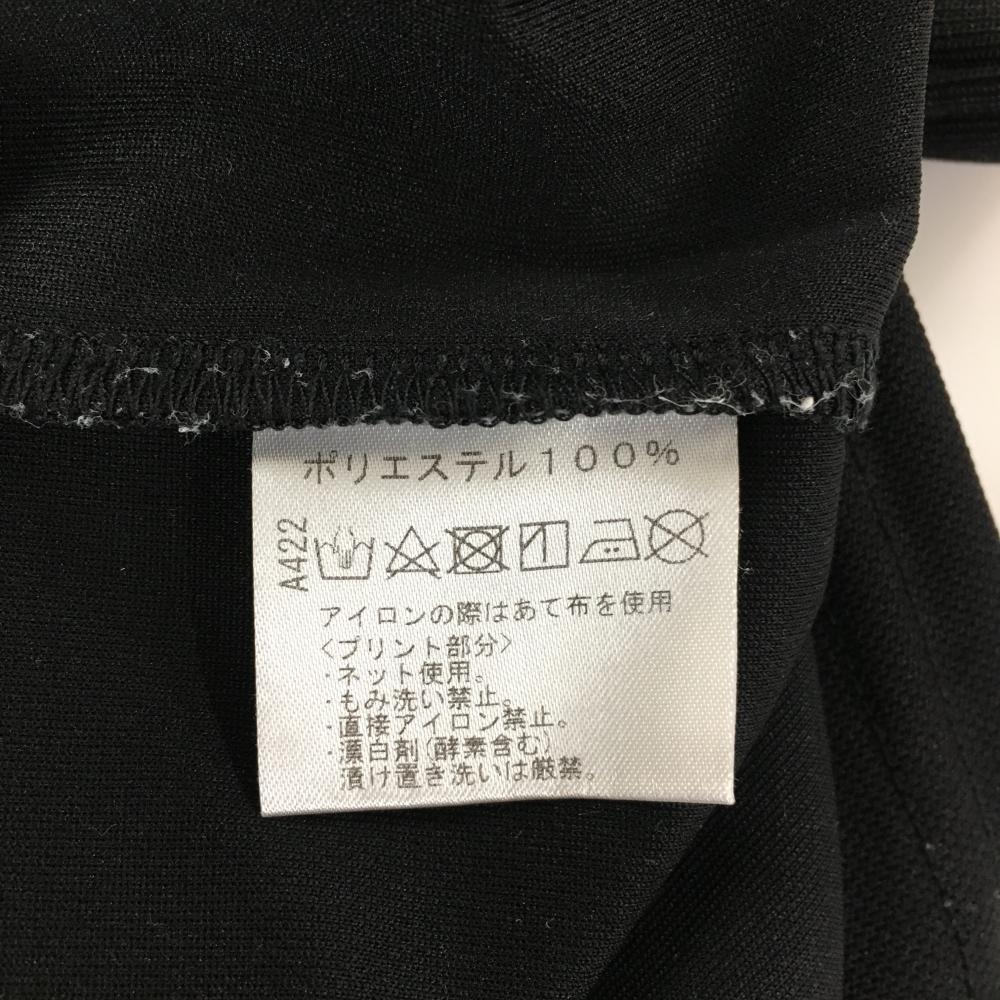 ポリエステル１００％
A422
アイロンの際はあて布を使用
〈プリント部分〉
・ネット使用。
・もみ洗い禁止。
・直接アイロン禁止。
・漂白剤(酵素含む)
漬け置き洗いは厳禁。